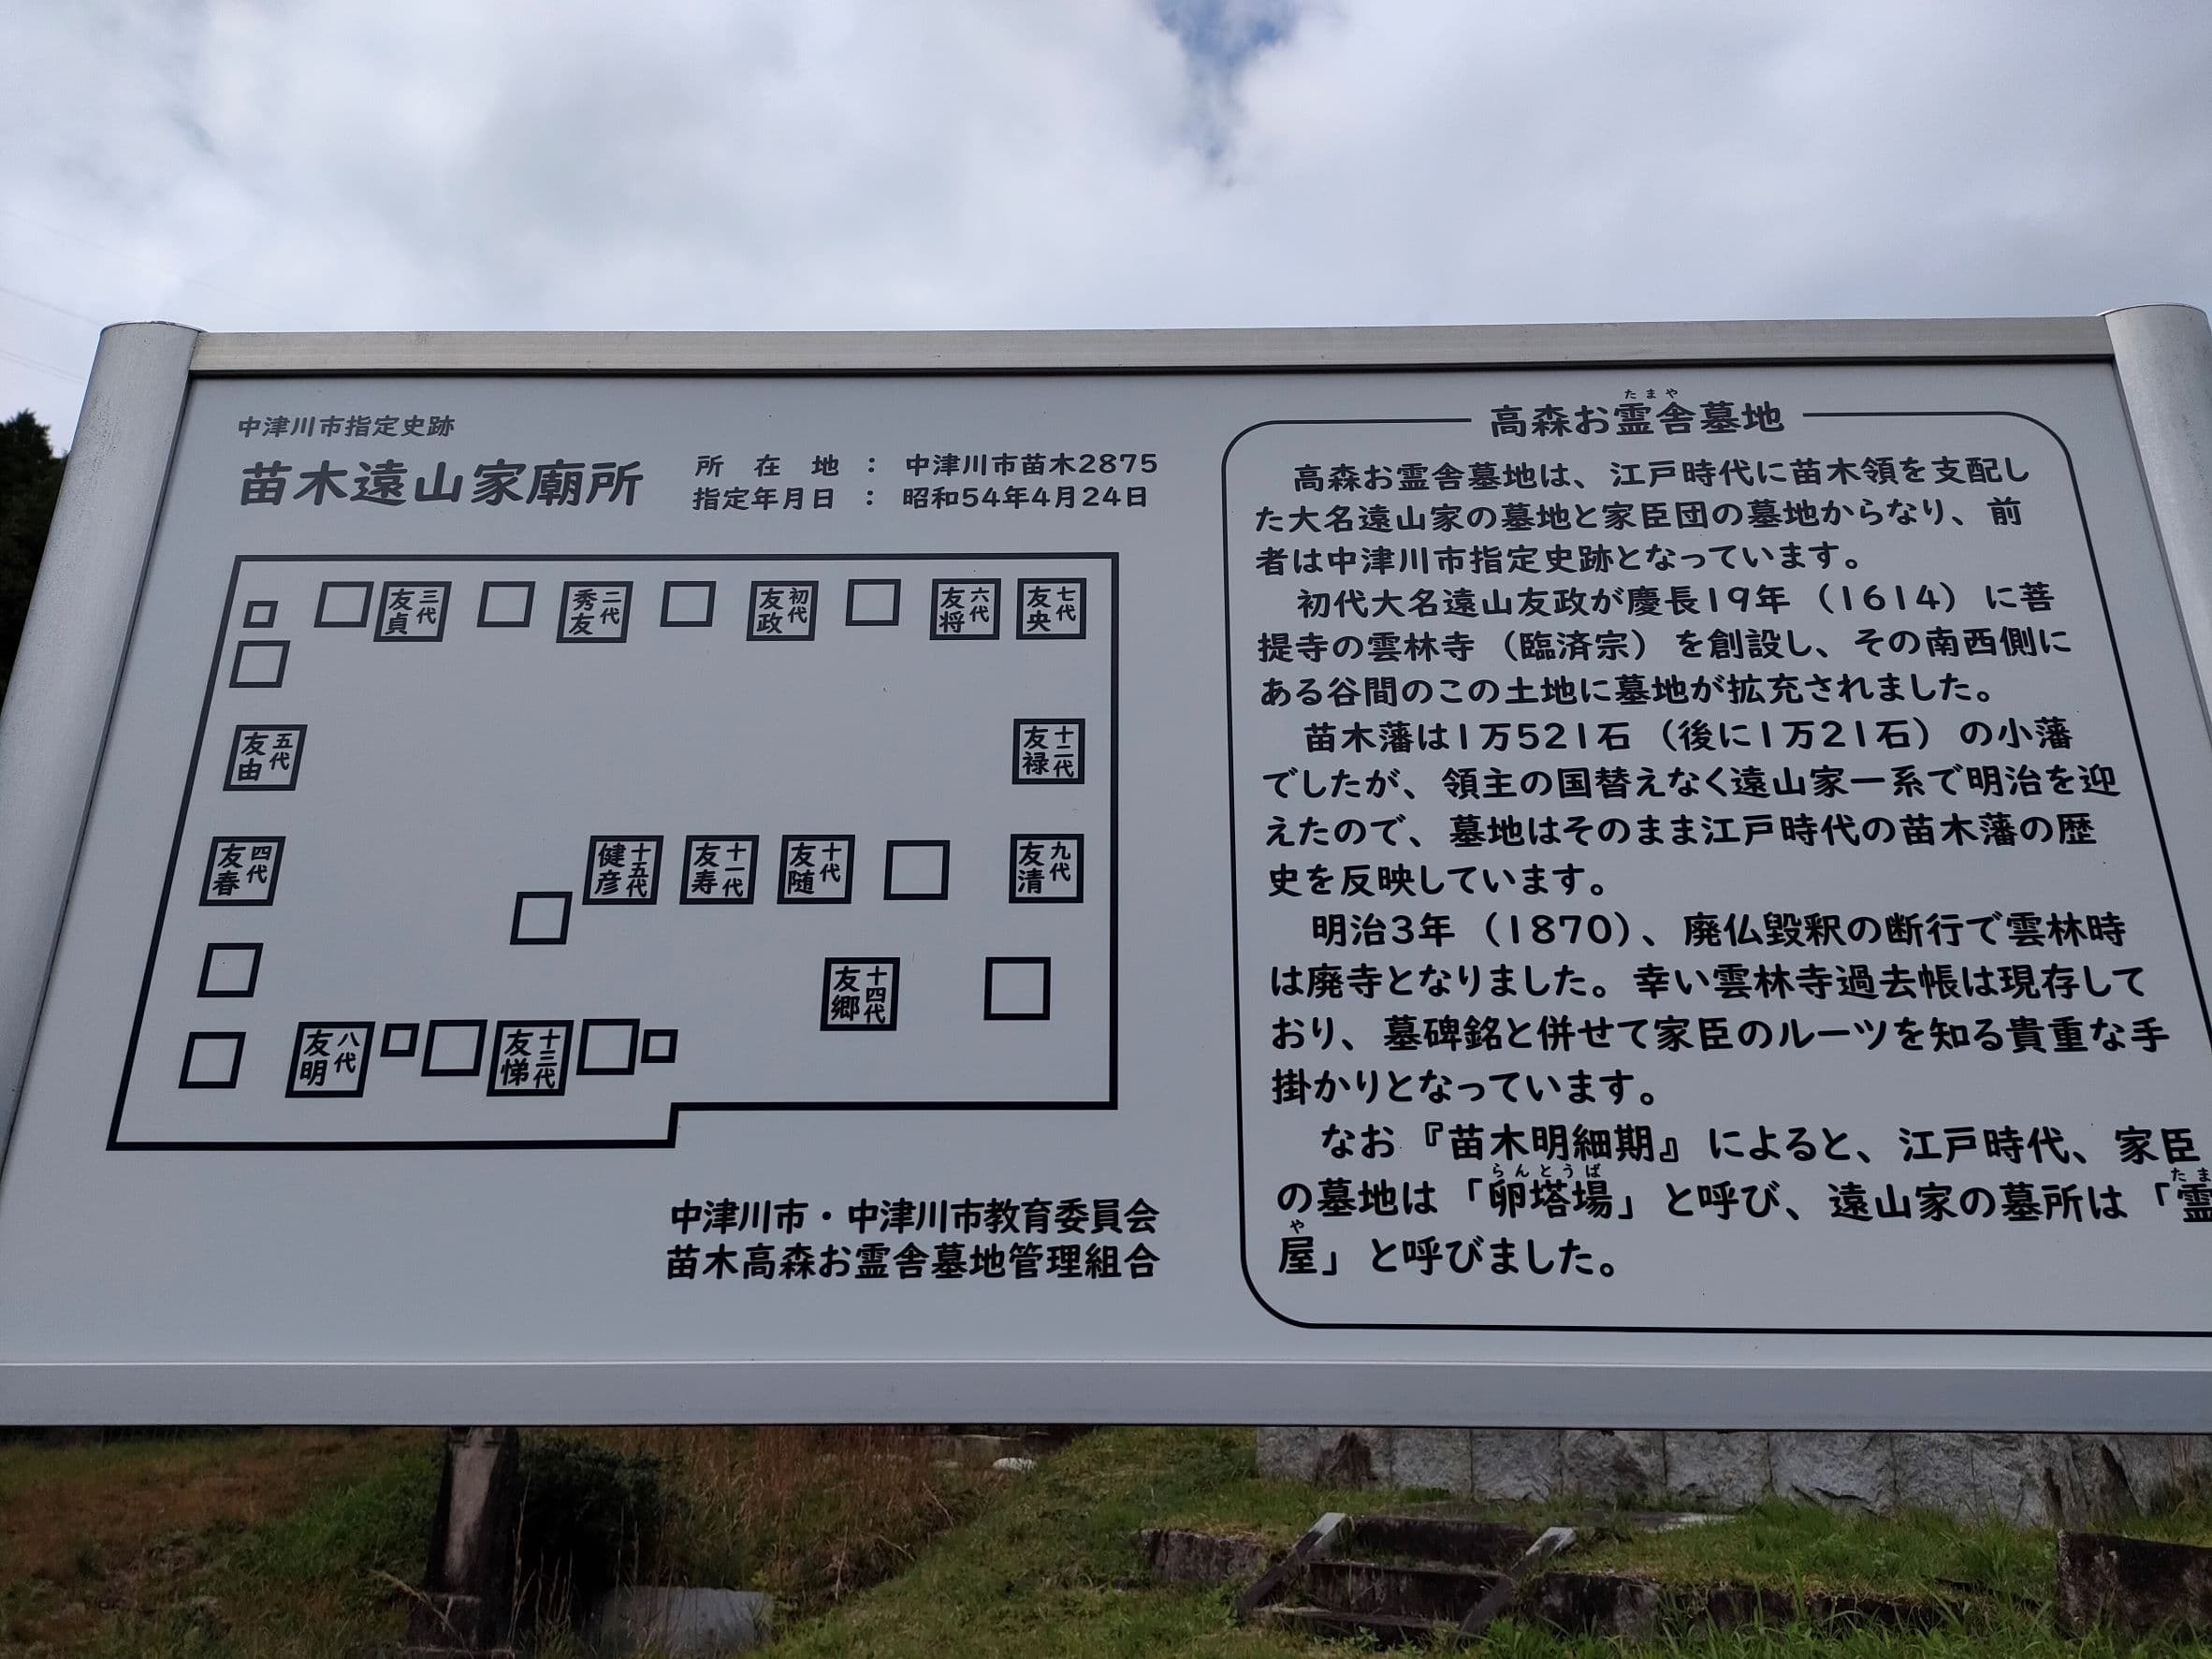 中津川市指定史跡
苗木遠山家廟所
所在地：中津川市苗木2875
指定年月日：昭和54年4月24日
三代 友貞
二代 秀友
初代 友政
六代 友将
七代 友央
五代 友由
十二代 友禄
四代 友春
十五代 健彦
十一代 友寿
十代 友随
九代 友清
十四代 友郷
八代 友明
十三代 友悌
中津川市・中津川市教育委員会
苗木高森お霊舎墓地管理組合
たまや
高森お霊舎墓地
高森お霊舎墓地は、江戸時代に苗木領を支配し
た大名遠山家の墓地と家臣団の墓地からなり、前
者は中津川市指定史跡となっています。
初代大名遠山友政が慶長19年（1614）に菩
提寺の雲林寺（臨済宗）を創設し、その南西側に
ある谷間のこの土地に墓地が拡充されました。
苗木藩は1万521石（後に1万21石）の小藩
でしたが、領主の国替えなく遠山家一系で明治を迎
えたので、墓地はそのまま江戸時代の苗木藩の歴
史を反映しています。
明治3年（1870）、廃仏毀釈の断行で雲林時
は廃寺となりました。幸い雲林寺過去帳は現存して
おり、墓碑銘と併せて家臣のルーツを知る貴重な手
掛かりとなっています。
なお『苗木明細期』によると、江戸時代、家臣
らんとうば たま
の墓地は「卵塔場」と呼び、遠山家の墓所は「霊
や
屋」と呼びました。